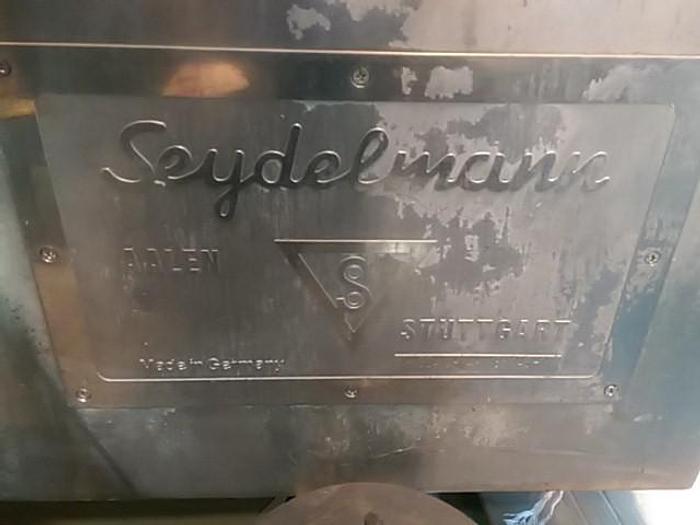 Seydelmann
AALEN
S
STUTTGART
Made in Germany